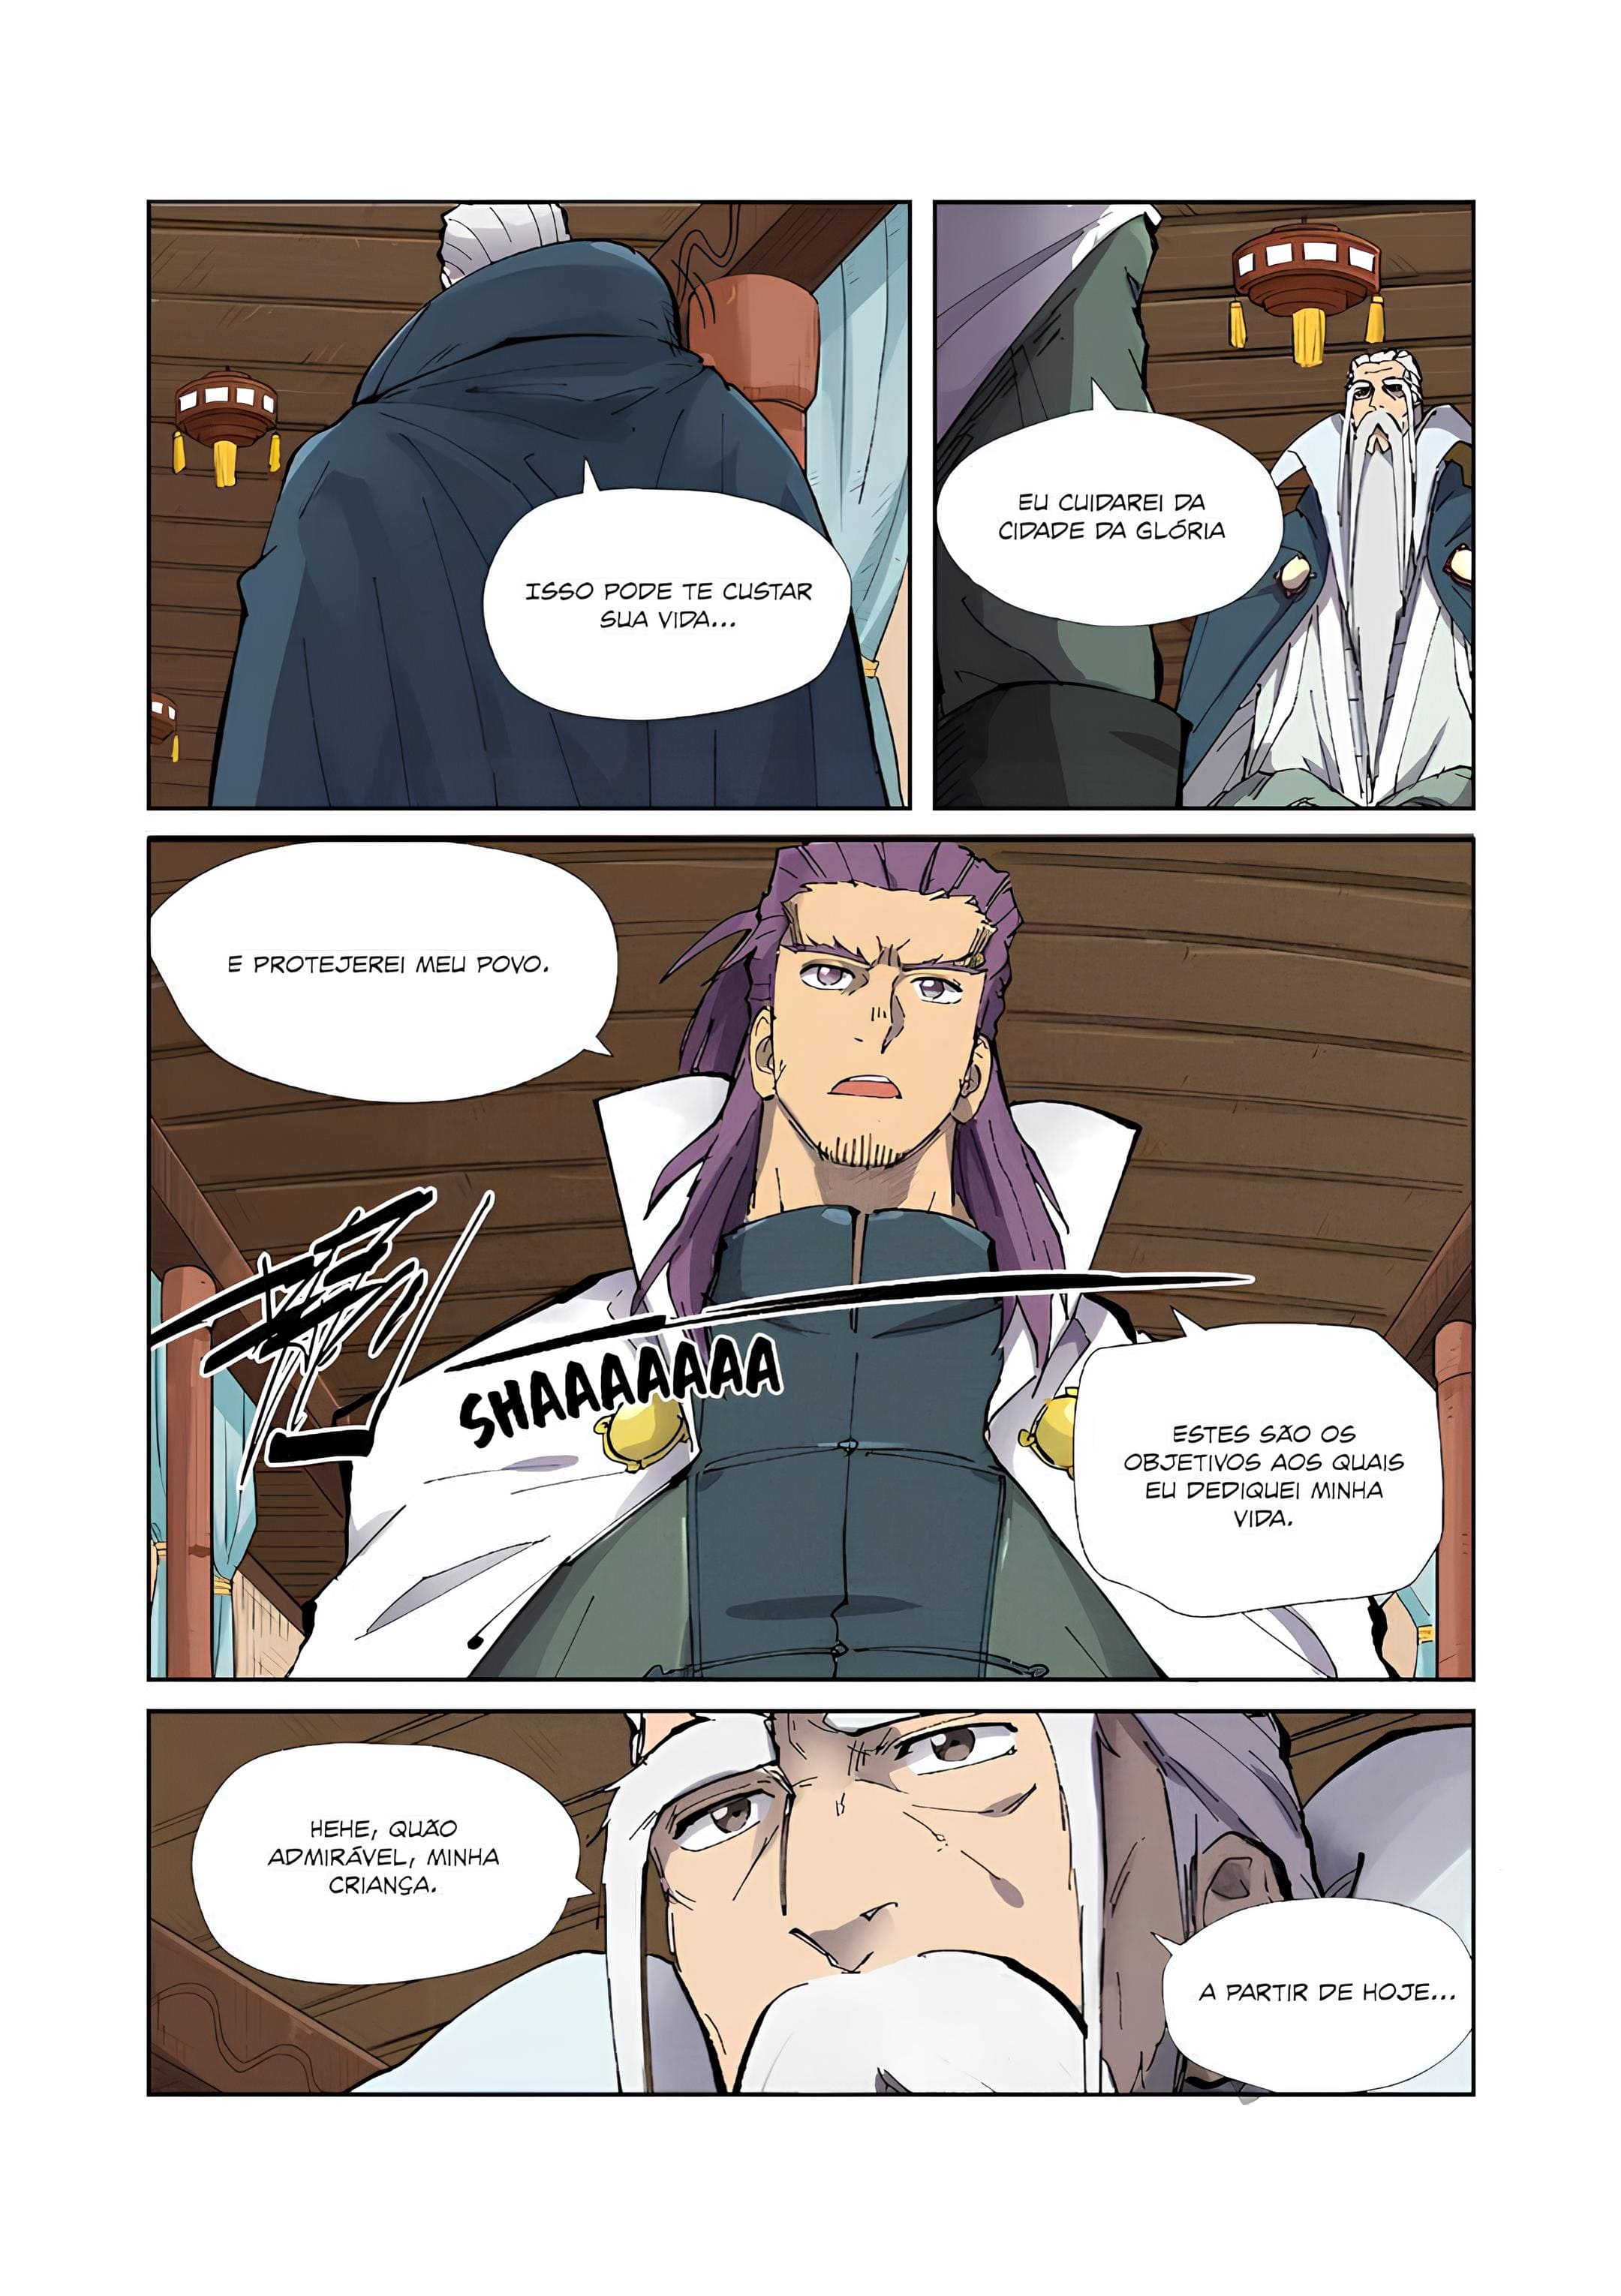 ISSO PODE TE CUSTAR
SUA VIDA...
EU CUIDAREI DA
CIDADE DA GLÓRIA
E PROTEJEREI MEU POVO.
SHAAAAAAA
ESTES SÃO OS
OBJETIVOS AOS QUAIS
EU DEDIQUEI MINHA
VIDA.
HEHE, QUÃO
ADMIRÁVEL, MINHA
CRIANÇA.
A PARTIR DE HOJE...